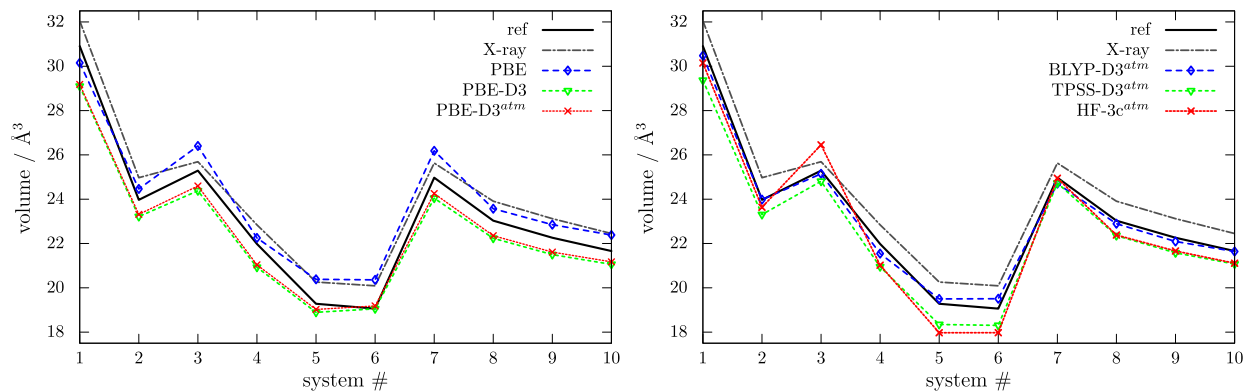 32
30
28
26
24
22
20
18
volume / Å³
1 2 3 4 5 6 7 8 9 10
system #
ref
X-ray
PBE
PBE-D3
PBE-D3ᵃᵗᵐ
32
30
28
26
24
22
20
18
volume / Å³
1 2 3 4 5 6 7 8 9 10
system #
ref
X-ray
BLYP-D3ᵃᵗᵐ
TPSS-D3ᵃᵗᵐ
HF-3cᵃᵗᵐ